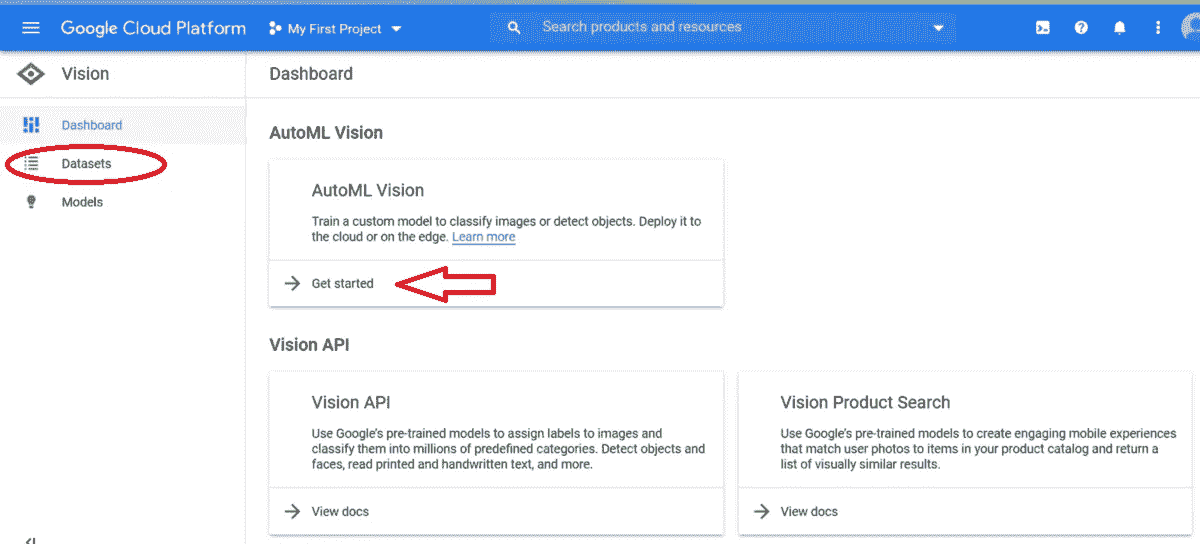 Google Cloud Platform
My First Project
Search products and resources
Vision
Dashboard
Dashboard
Datasets
Models
AutoML Vision
AutoML Vision
Train a custom model to classify images or detect objects. Deploy it to
the cloud or on the edge. Learn more
Get started
Vision API
Vision API
Use Google's pre-trained models to assign labels to images and
classify them into millions of predefined categories. Detect objects and
faces, read printed and handwritten text, and more.
View docs
Vision Product Search
Use Google's pre-trained models to create engaging mobile experiences
that match user photos to items in your product catalog and return a
list of visually similar results.
View docs